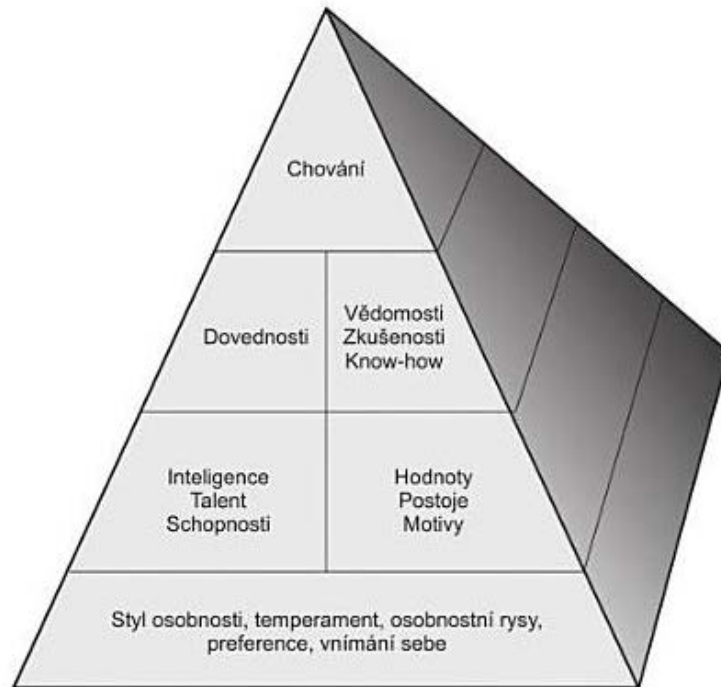 Chování
Dovednosti
Vědomosti
Zkušenosti
Know-how
Inteligence
Talent
Schopnosti
Hodnoty
Postoje
Motivy
Styl osobnosti, temperament, osobnostní rysy,
preference, vnímání sebe